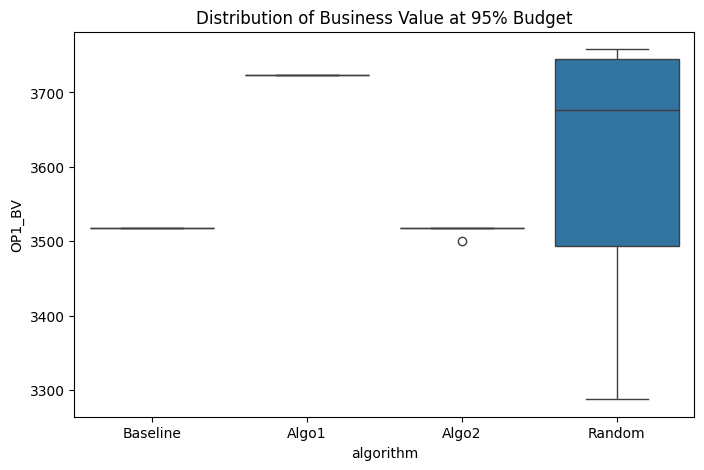 Distribution of Business Value at 95% Budget
OP1_BV
3700
3600
3500
3400
3300
Baseline
Algo1
Algo2
Random
algorithm